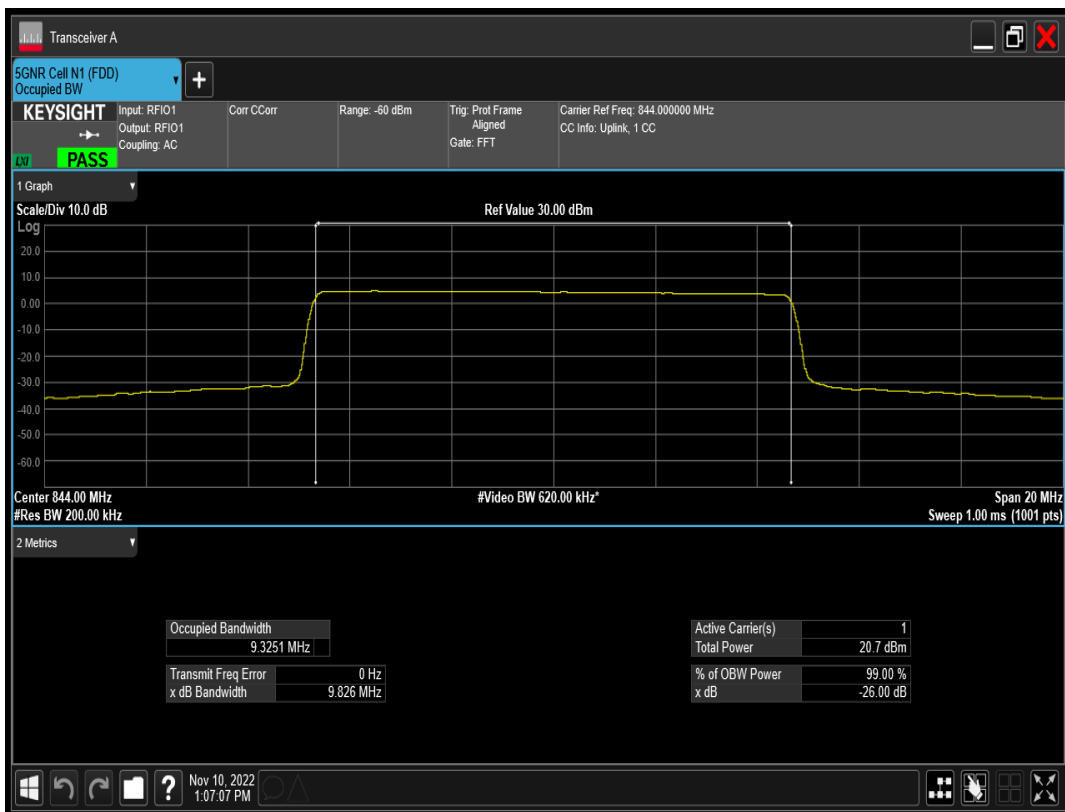 Transceiver A
5GNR Cell N1 (FDD)
Occupied BW
+
KEYSIGHT
LXI
PASS
Input: RFIO1
Output: RFIO1
Coupling: AC
Corr CCorr
Range: -60 dBm
Trig: Prot Frame
Aligned
Gate: FFT
Carrier Ref Freq: 844.000000 MHz
CC Info: Uplink, 1 CC
1 Graph
Scale/Div 10.0 dB
Ref Value 30.00 dBm
Log
20.0
10.0
0.00
-10.0
-20.0
-30.0
-40.0
-50.0
-60.0
Center 844.00 MHz
#Video BW 620.00 kHz*
Span 20 MHz
#Res BW 200.00 kHz
Sweep 1.00 ms (1001 pts)
2 Metrics
Occupied Bandwidth
9.3251 MHz
Transmit Freq Error 0 Hz
x dB Bandwidth 9.826 MHz
Active Carrier(s) 1
Total Power 20.7 dBm
% of OBW Power 99.00 %
x dB -26.00 dB
?
Nov 10, 2022
1:07:07 PM